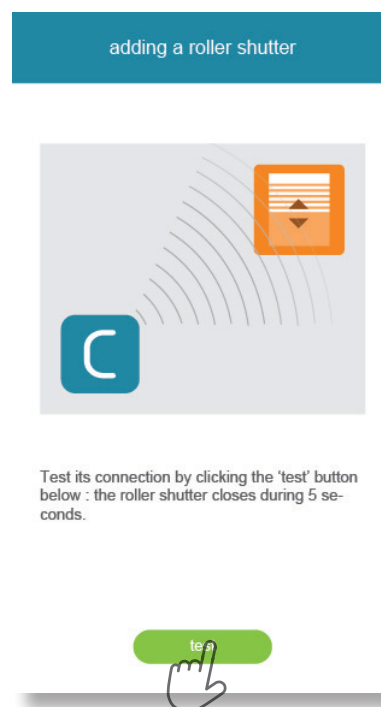 adding a roller shutter
C
Test its connection by clicking the ‘test’ button
below : the roller shutter closes during 5 se-
conds.
test